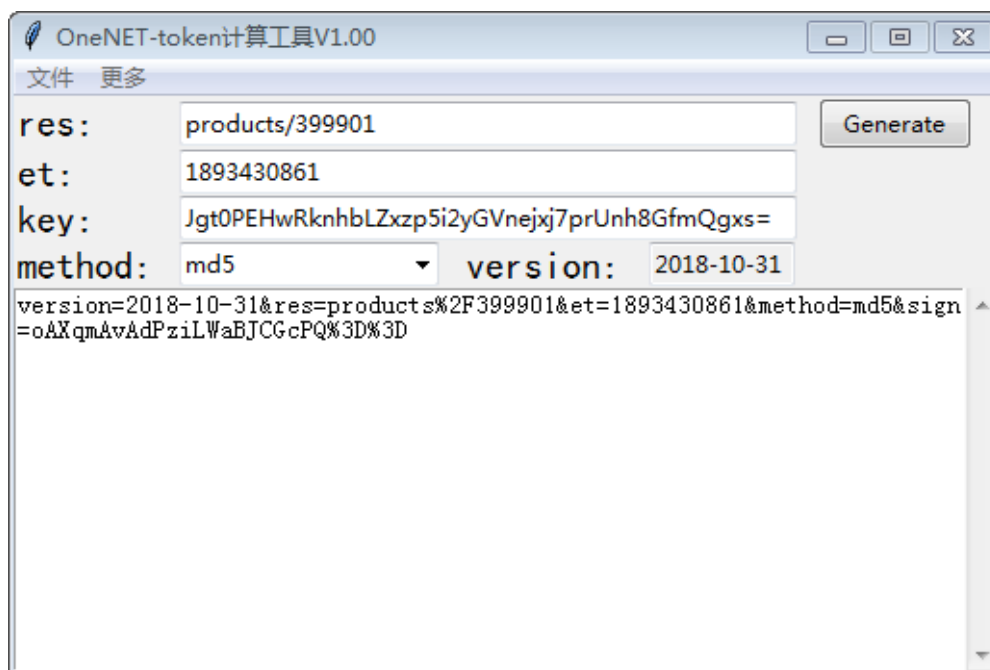 OneNET-token计算工具V1.00
文件 更多
res: products/399901 Generate
et: 1893430861
key: Jgt0PEHwRknhbLZxzp5i2yGVnejxj7prUnh8GfmQgxs=
method: md5 version: 2018-10-31
version=2018-10-31&res=products%2F399901&et=1893430861&method=md5&sign
=oAXqmAvAdPziLWaBJCGcPQ%3D%3D